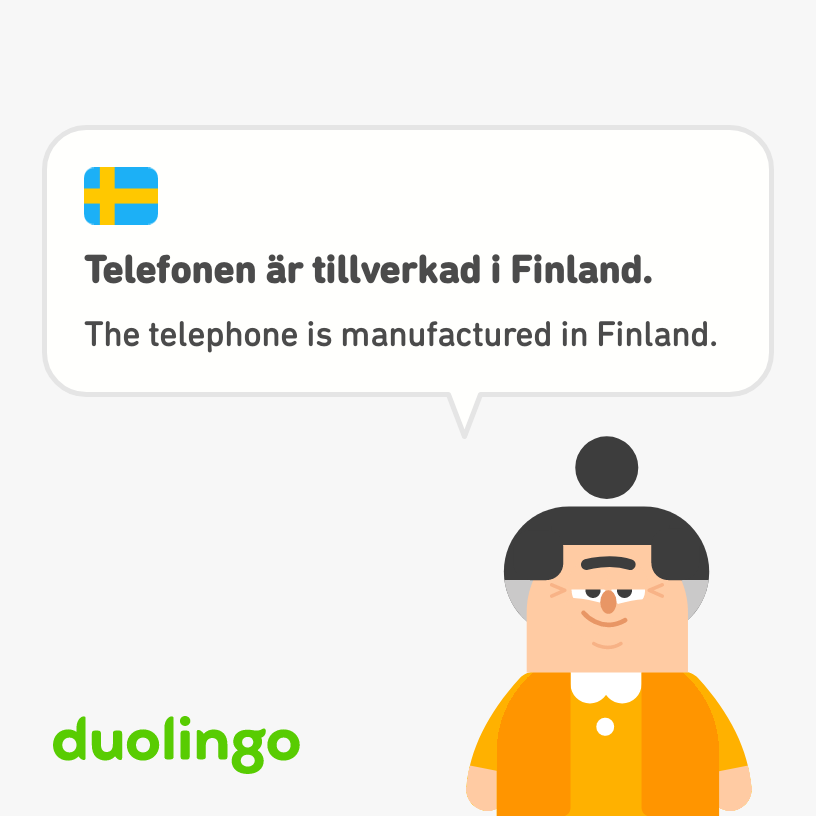 Telefonen är tillverkad i Finland.
The telephone is manufactured in Finland.
duolingo